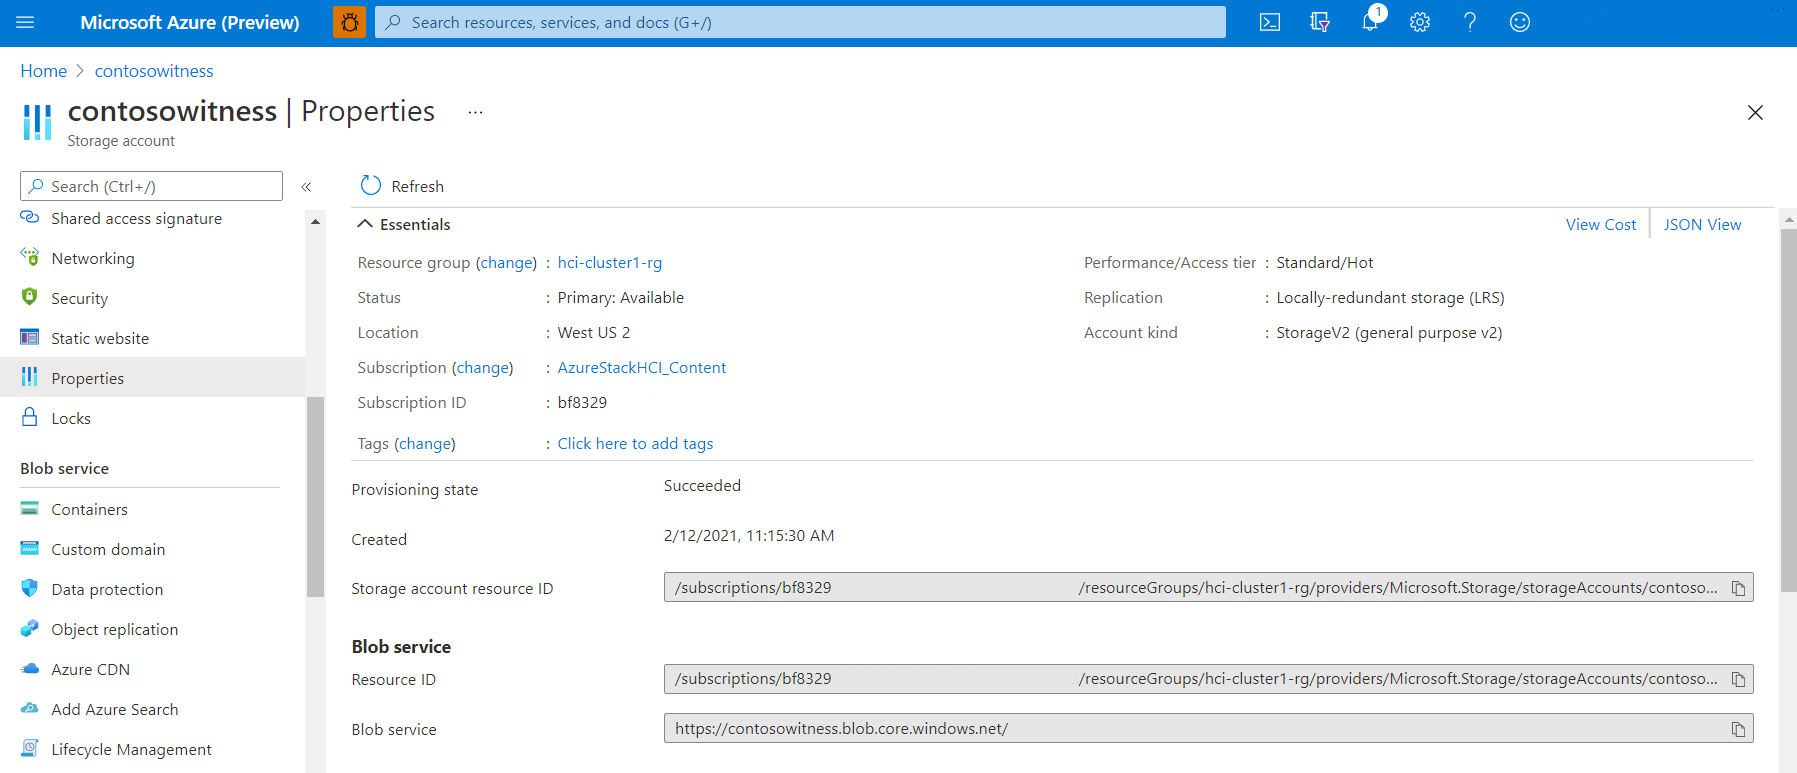 Microsoft Azure (Preview)
Search resources, services, and docs (G+/)
1
Home > contosowitness
contosowitness | Properties ...
Storage account
Search (Ctrl+/) «
Shared access signature
Networking
Security
Static website
Properties
Locks
Blob service
Containers
Custom domain
Data protection
Object replication
Azure CDN
Add Azure Search
Lifecycle Management
Refresh
Essentials
View Cost
JSON View
Resource group (change) : hci-cluster1-rg
Status : Primary: Available
Location : West US 2
Subscription (change) : AzureStackHCI_Content
Subscription ID : bf8329
Tags (change) : Click here to add tags
Performance/Access tier : Standard/Hot
Replication : Locally-redundant storage (LRS)
Account kind : StorageV2 (general purpose v2)
Provisioning state Succeeded
Created 2/12/2021, 11:15:30 AM
Storage account resource ID /subscriptions/bf8329 /resourceGroups/hci-cluster1-rg/providers/Microsoft.Storage/storageAccounts/contoso...
Blob service
Resource ID /subscriptions/bf8329 /resourceGroups/hci-cluster1-rg/providers/Microsoft.Storage/storageAccounts/contoso...
Blob service https://contosowitness.blob.core.windows.net/